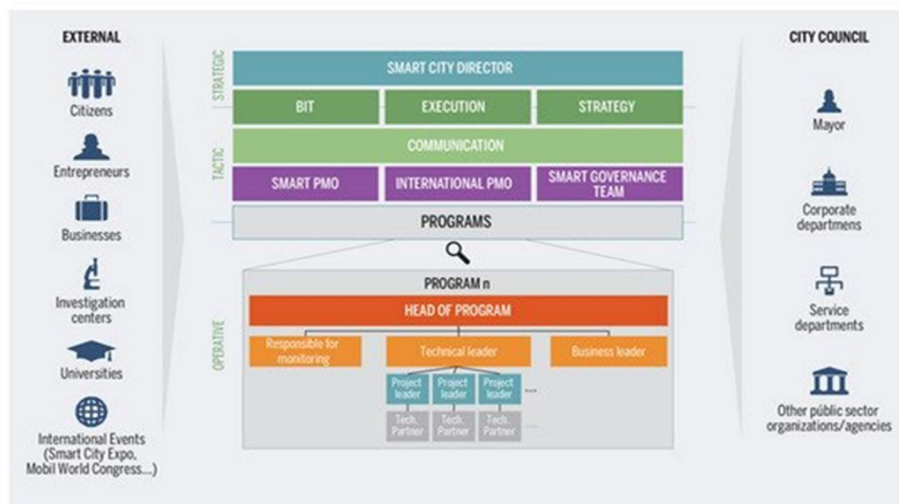 EXTERNAL
Citizens
Entrepreneurs
Businesses
Investigation
centers
Universities
International Events
(Smart City Expo,
Mobil World Congress...)
STRATEGIC
SMART CITY DIRECTOR
BIT
EXECUTION
STRATEGY
TACTIC
COMMUNICATION
SMART PMO
INTERNATIONAL PMO
SMART GOVERNANCE
TEAM
PROGRAMS
OPERATIVE
PROGRAM n
HEAD OF PROGRAM
Responsible for
monitoring
Technical leader
Business leader
Project
leader
Project
leader
Project
leader
...
Tech.
Partner
Tech.
Partner
Tech.
Partner
...
CITY COUNCIL
Mayor
Corporate
departmens
Service
departments
Other public sector
organizations/agencies